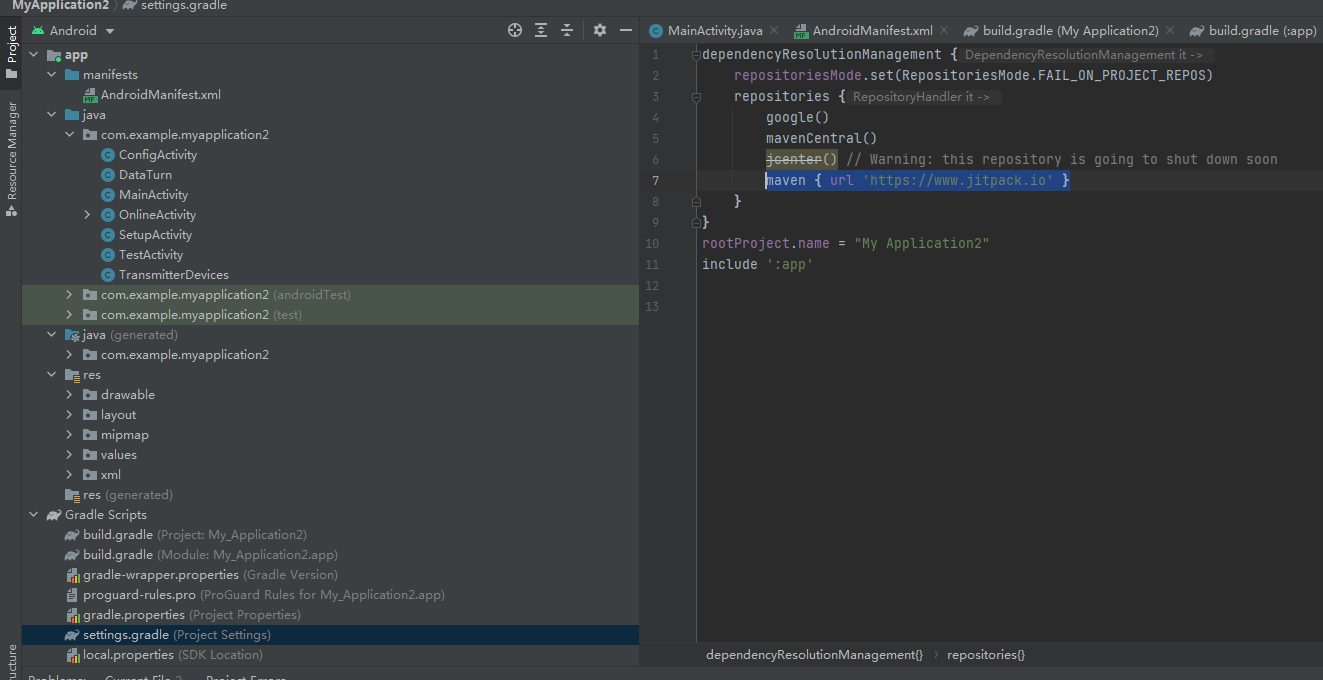 MyApplication2 settings.gradle
Project
Resource Manager
ructure
Android
app
manifests
AndroidManifest.xml
java
com.example.myapplication2
ConfigActivity
DataTurn
MainActivity
OnlineActivity
SetupActivity
TestActivity
TransmitterDevices
com.example.myapplication2 (androidTest)
com.example.myapplication2 (test)
java (generated)
com.example.myapplication2
res
drawable
layout
mipmap
values
xml
res (generated)
Gradle Scripts
build.gradle (Project: My_Application2)
build.gradle (Module: My_Application2.app)
gradle-wrapper.properties (Gradle Version)
proguard-rules.pro (ProGuard Rules for My_Application2.app)
gradle.properties (Project Properties)
settings.gradle (Project Settings)
local.properties (SDK Location)
MainActivity.java AndroidManifest.xml build.gradle (My Application2) build.gradle (:app)
1 dependencyResolutionManagement { DependencyResolutionManagement it ->
2 repositoriesMode.set(RepositoriesMode.FAIL_ON_PROJECT_REPOS)
3 repositories { RepositoryHandler it ->
4 google()
5 mavenCentral()
6 jcenter() // Warning: this repository is going to shut down soon
7 maven { url 'https://www.jitpack.io' }
8 }
9 }
10 rootProject.name = "My Application2"
11 include ':app'
12
13
dependencyResolutionManagement{} › repositories{}
Problems: Current File 2 Project Errors